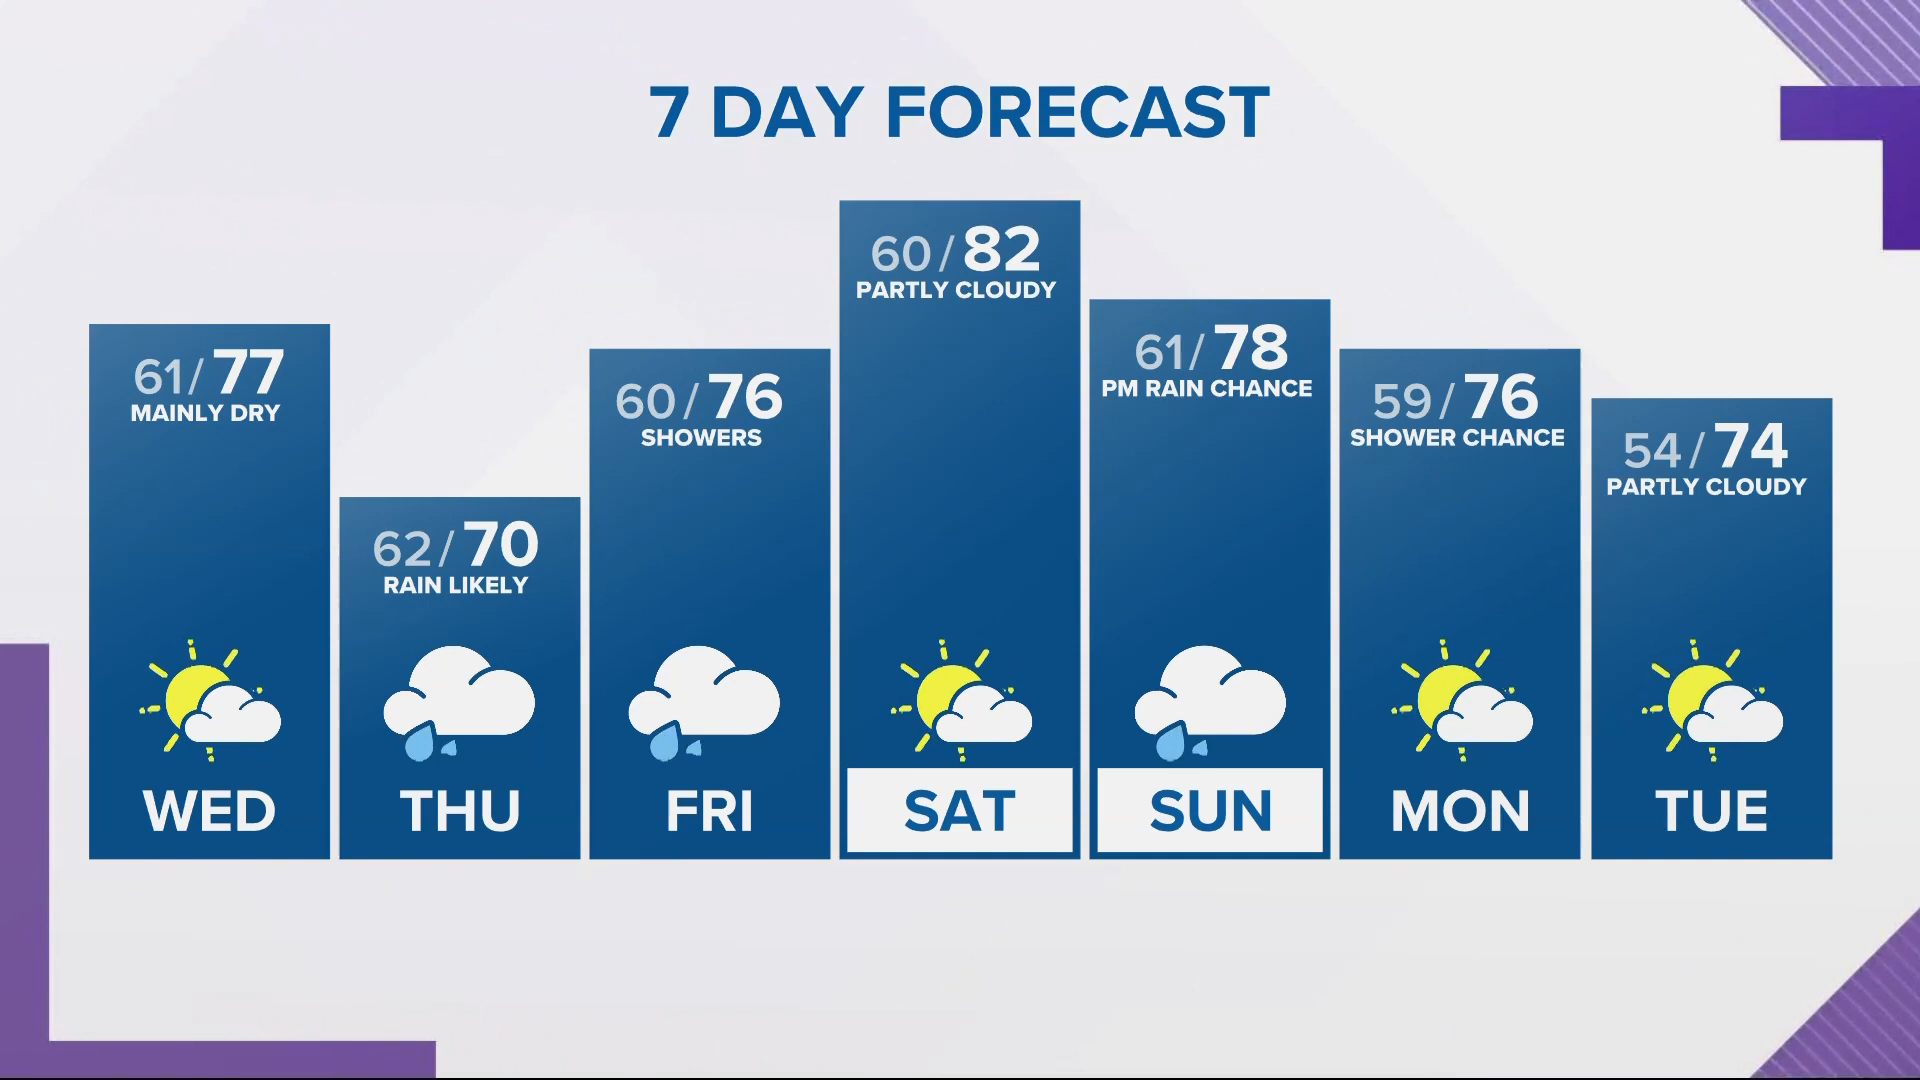 7 DAY FORECAST
61/77
MAINLY DRY
WED
62/70
RAIN LIKELY
THU
60/76
SHOWERS
FRI
60/82
PARTLY CLOUDY
SAT
61/78
PM RAIN CHANCE
SUN
59/76
SHOWER CHANCE
MON
54/74
PARTLY CLOUDY
TUE